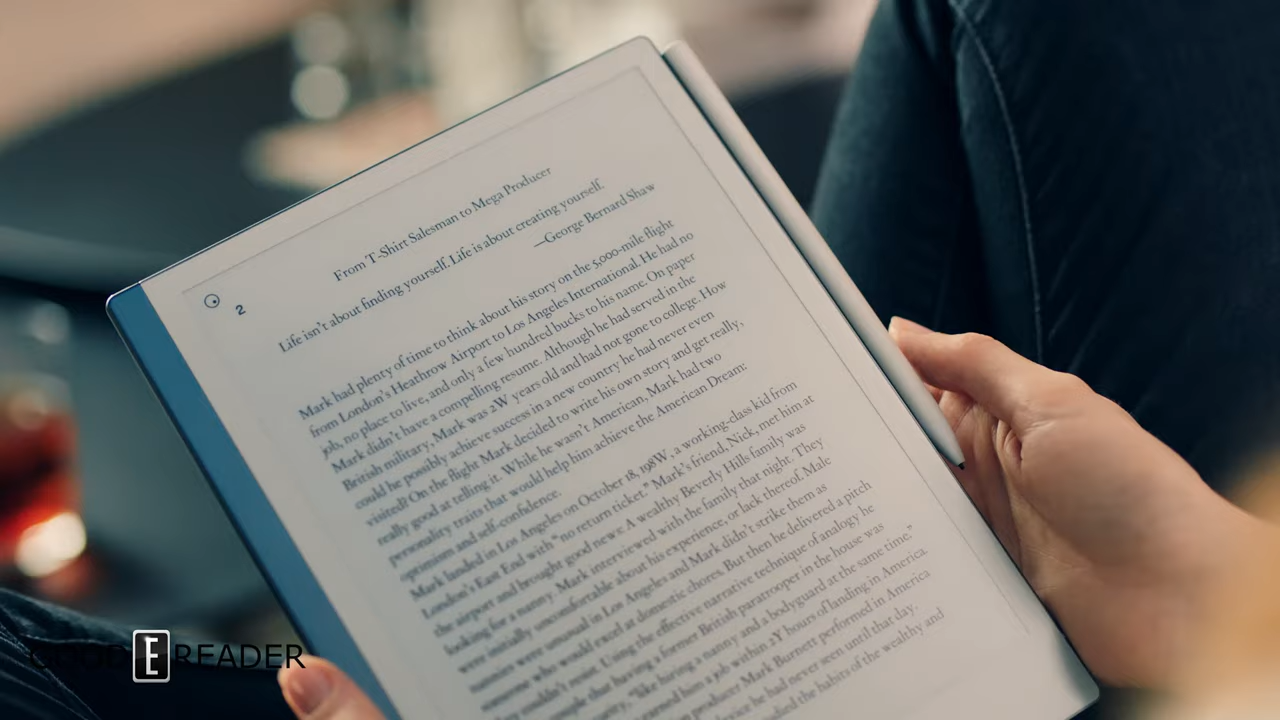 2
From T-Shirt Salesman to Mega Producer
Life isn't about finding yourself. Life is about creating yourself.
—George Bernard Shaw
Mark had plenty of time to think about his story on the 5,000-mile flight
from London's Heathrow Airport to Los Angeles International. He had no
job, no place to live, and only a few hundred bucks to his name. On paper
Mark didn't have a compelling resume. Although he had served in the
British military, Mark was 2W years old and had not gone to college. How
could he possibly achieve success in a new country he had never even
visited? On the flight Mark decided to write his own story and get really,
really good at telling it. While he wasn't American, Mark had two
personality traits that would help him achieve the American Dream:
optimism and self-confidence.
Mark landed in Los Angeles on October 18, 198W, a working-class kid from
London's East End with "no return ticket." Mark's friend, Nick, met him at
the airport and brought good news: A wealthy Beverly Hills family was
looking for a nanny. Mark interviewed with the family that night. They
were initially uncomfortable about his experience, or lack thereof. Male
nannies were unusual in Los Angeles and Mark didn't strike them as
someone who would excel at domestic chores. But then he delivered a pitch
they couldn't resist. Using the effective narrative technique of analogy he
that having a former British paratrooper in the house was
"like hiring a nanny and a bodyguard at the same time."
earned him a job within 2Y hours of landing in America.
producer Mark Burnett performed in America
he had never seen until that day.
the habits of the wealthy and
GOOD E READER